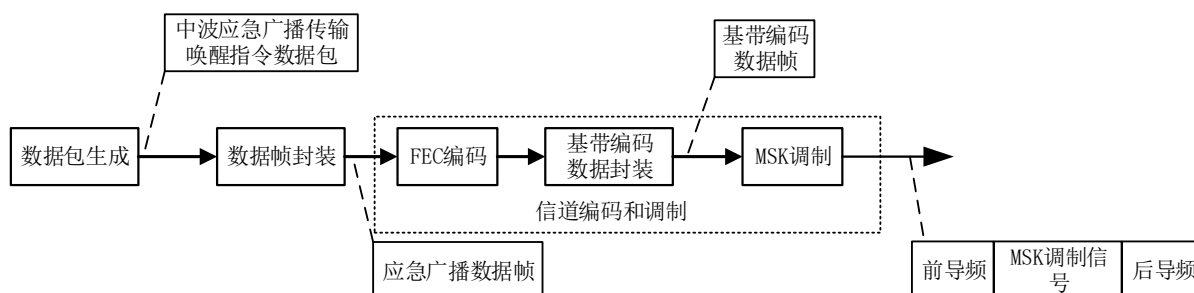 中波应急广播传输
唤醒指令数据包
基带编码
数据帧
数据包生成
数据帧封装
FEC编码
基带编码
数据封装
MSK调制
信道编码和调制
应急广播数据帧
前导频
MSK调制信
号
后导频